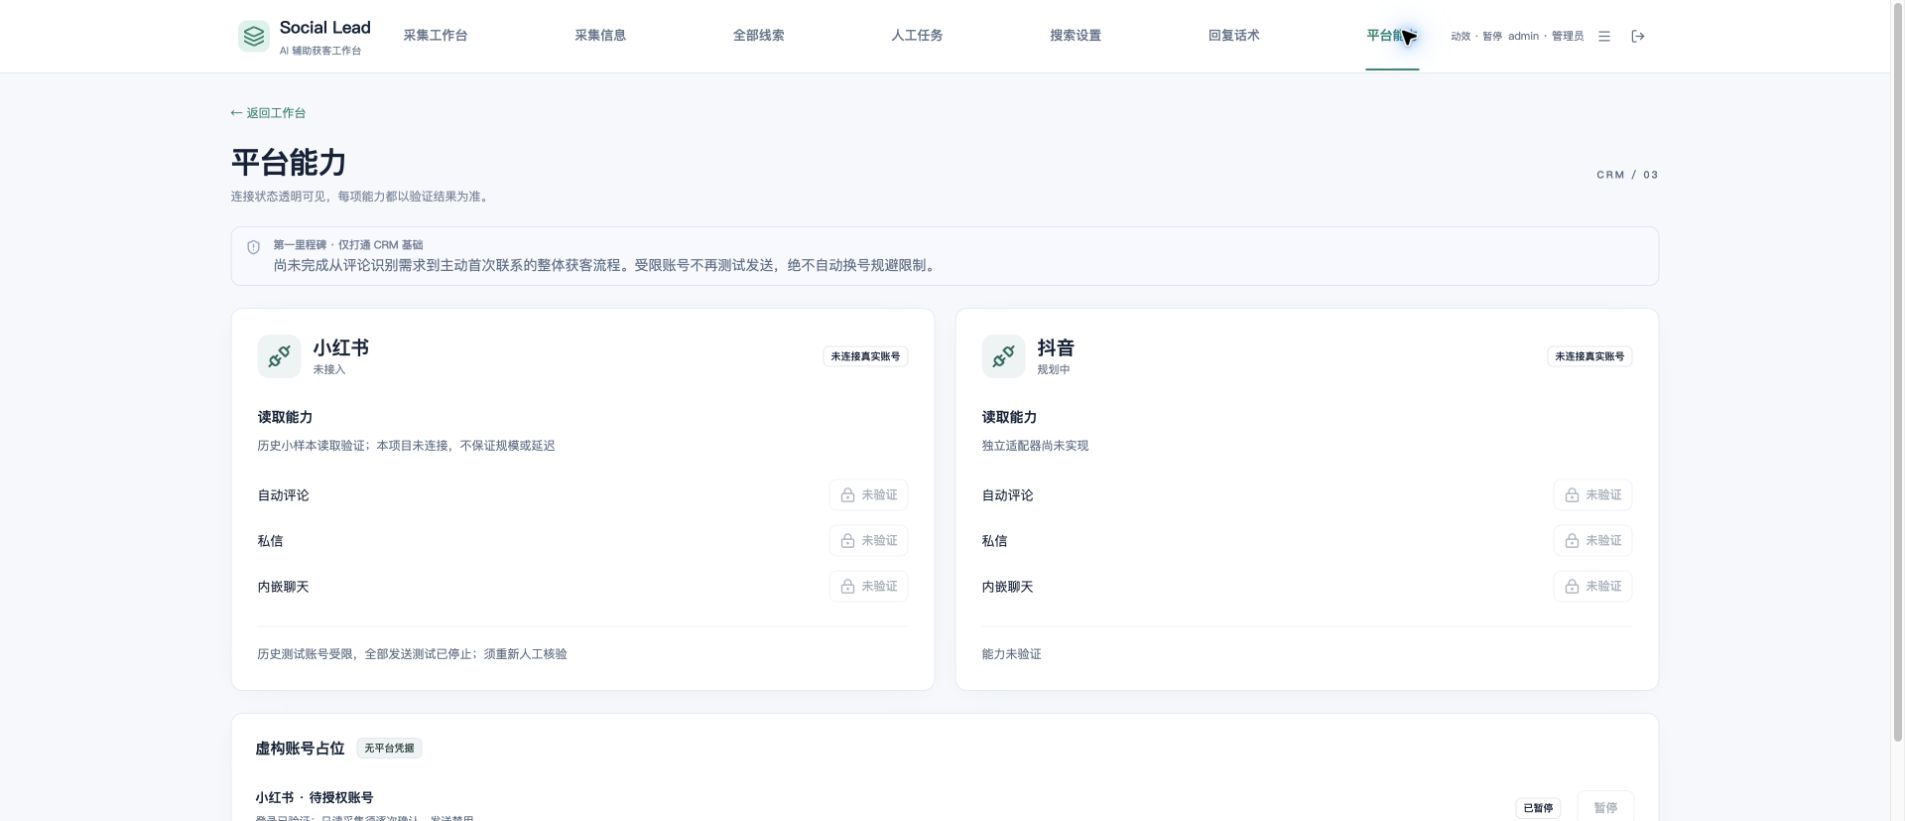 Social Lead
AI 辅助获客工作台
采集工作台
采集信息
全部线索
人工任务
搜索设置
回复话术
平台能
动效 · 暂停
admin · 管理员
← 返回工作台
平台能力
连接状态透明可见，每项能力都以验证结果为准。
CRM / 03
第一里程碑 · 仅打通 CRM 基础
尚未完成从评论识别需求到主动首次联系的整体获客流程。受限账号不再测试发送，绝不自动换号规避限制。
小红书
未接入
未连接真实账号
读取能力
历史小样本读取验证；本项目未连接，不保证规模或延迟
自动评论
未验证
私信
未验证
内嵌聊天
未验证
历史测试账号受限，全部发送测试已停止；须重新人工核验
抖音
规划中
未连接真实账号
读取能力
独立适配器尚未实现
自动评论
未验证
私信
未验证
内嵌聊天
未验证
能力未验证
虚构账号占位
无平台凭据
小红书 · 待授权账号
已暂停
暂停